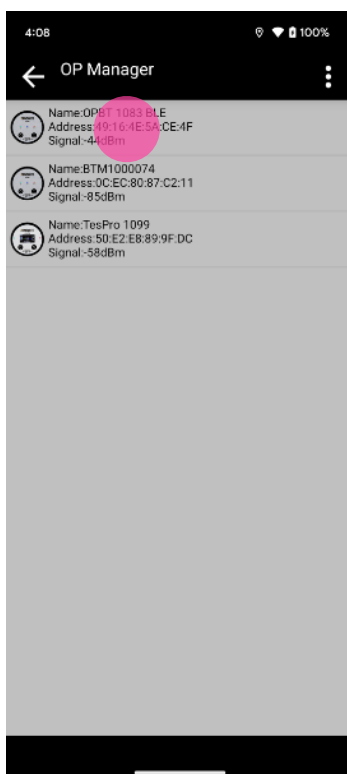 4:08
100%
OP Manager
Name:OPBT 1083 BLE
Address:49:16:4E:5A:CE:4F
Signal:-44dBm
Name:BTM1000074
Address:0C:EC:80:87:C2:11
Signal:-85dBm
Name:TesPro 1099
Address:50:E2:E8:89:9F:DC
Signal:-58dBm